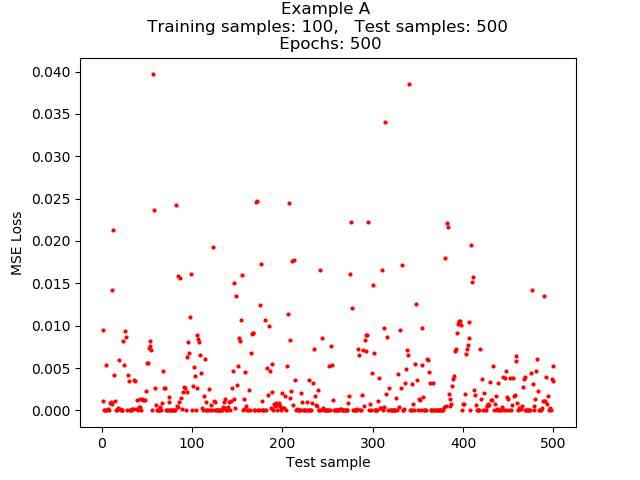 Example A
Training samples: 100,   Test samples: 500
Epochs: 500
0.040
0.035
0.030
0.025
0.020
0.015
0.010
0.005
0.000
MSE Loss
0 100 200 300 400 500
Test sample